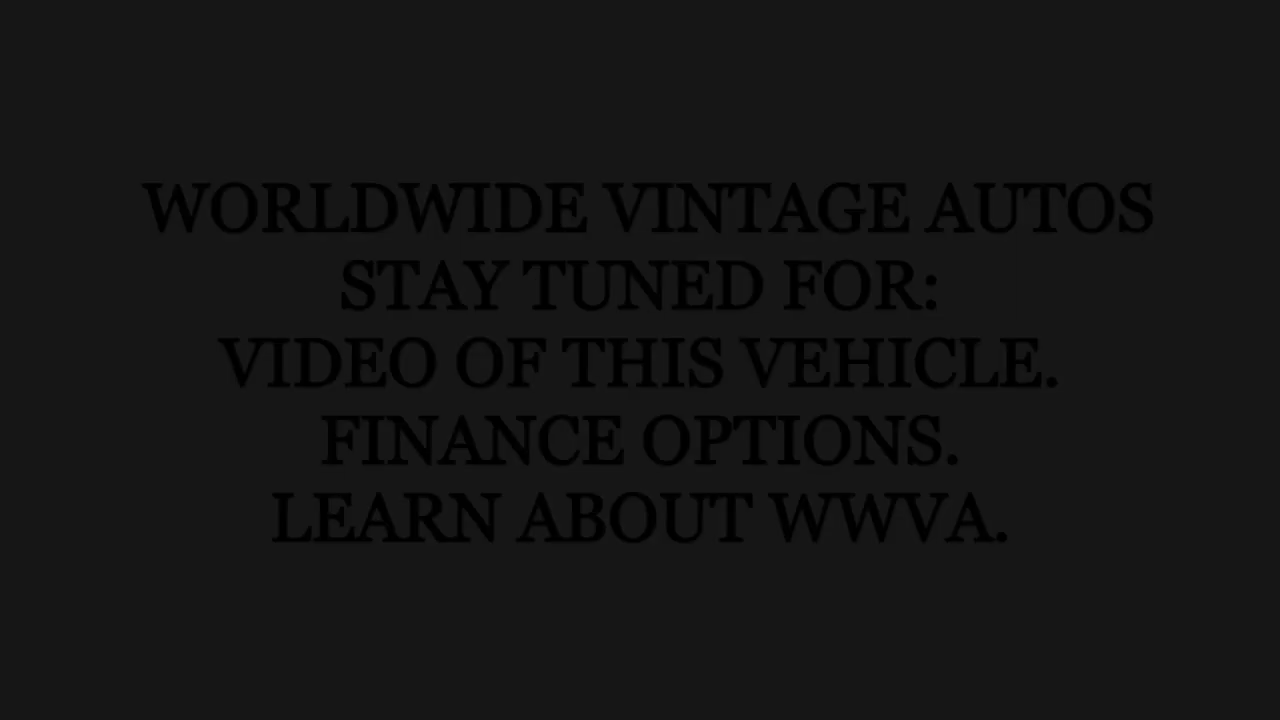 WORLDWIDE VINTAGE AUTOS
STAY TUNED FOR:
VIDEO OF THIS VEHICLE.
FINANCE OPTIONS.
LEARN ABOUT WWVA.